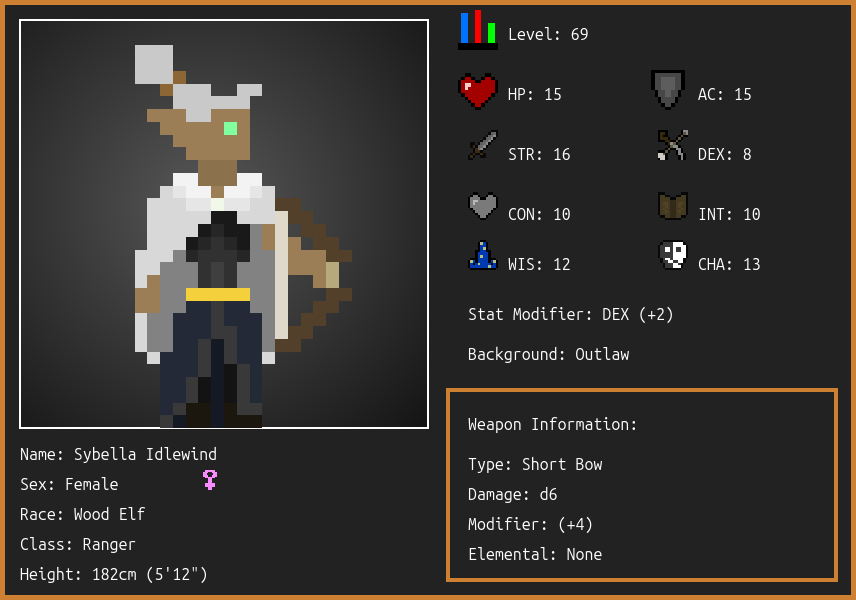 Level: 69
HP: 15
AC: 15
STR: 16
DEX: 8
CON: 10
INT: 10
WIS: 12
CHA: 13
Stat Modifier: DEX (+2)
Background: Outlaw
Weapon Information:
Type: Short Bow
Damage: d6
Modifier: (+4)
Elemental: None
Name: Sybella Idlewind
Sex: Female
Race: Wood Elf
Class: Ranger
Height: 182cm (5'12")